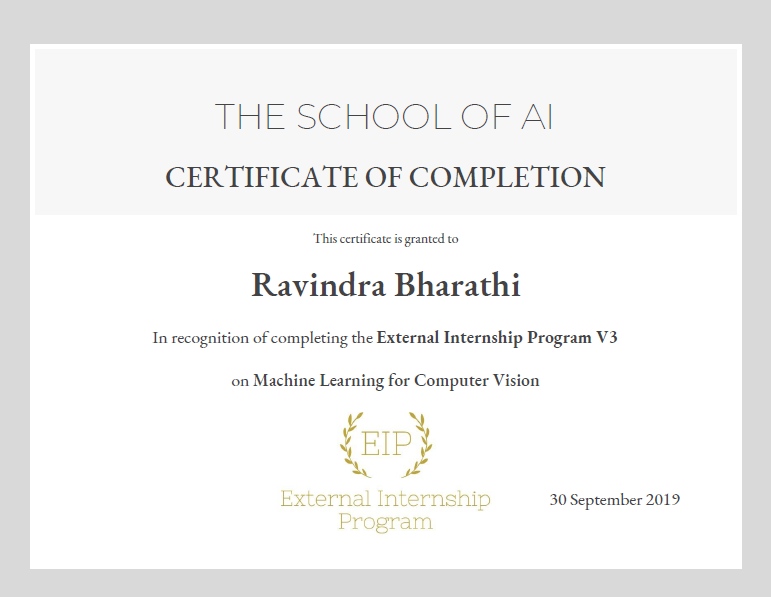 THE SCHOOL OF AI
CERTIFICATE OF COMPLETION
This certificate is granted to
Ravindra Bharathi
In recognition of completing the External Internship Program V3
on Machine Learning for Computer Vision
EIP
External Internship
Program
30 September 2019